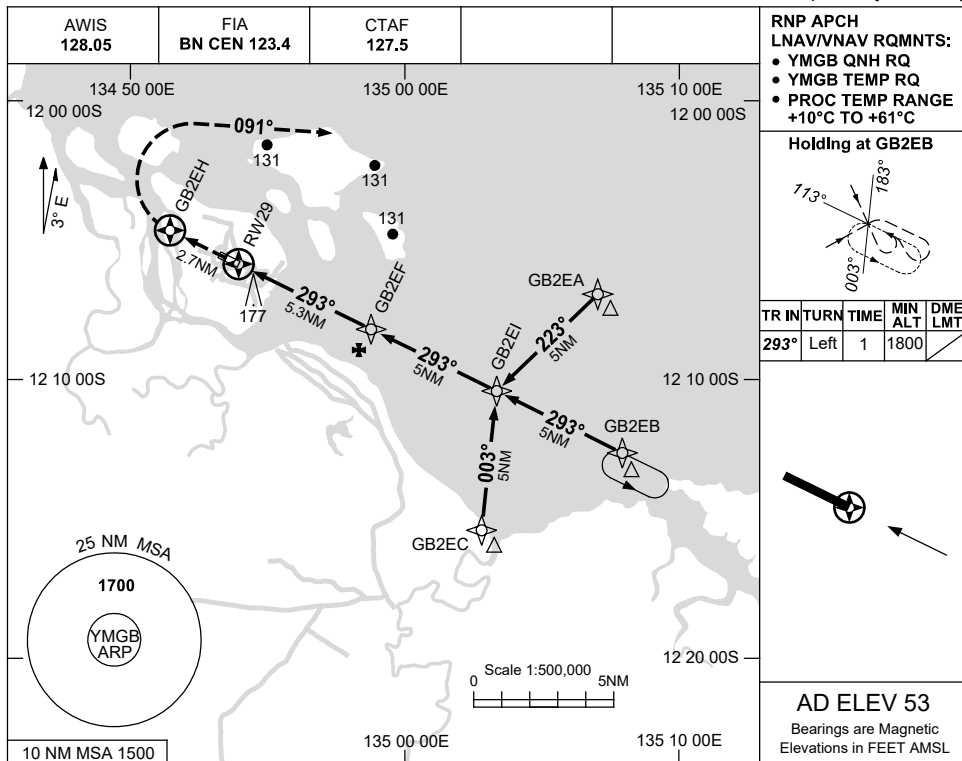 AWIS
128.05
FIA
BN CEN 123.4
CTAF
127.5
RNP APCH
LNAV/VNAV RQMNTS:
• YMGB QNH RQ
• YMGB TEMP RQ
• PROC TEMP RANGE
+10°C TO +61°C
134 50 00E
135 00 00E
135 10 00E
12 00 00S
12 00 00S
091°
131
131
131
3° E
GB2EH
RW29
2.7NM
177
293°
5.3NM
GB2EF
293°
5NM
GB2EI
GB2EA
223°
5NM
12 10 00S
12 10 00S
293°
5NM
GB2EB
003°
5NM
GB2EC
Holding at GB2EB
113°
183°
003°
TR IN TURN TIME MIN ALT DME LMT
293° Left 1 1800
25 NM MSA
1700
YMGB
ARP
10 NM MSA 1500
Scale 1:500,000
0 5NM
12 20 00S
135 00 00E
135 10 00E
AD ELEV 53
Bearings are Magnetic
Elevations in FEET AMSL